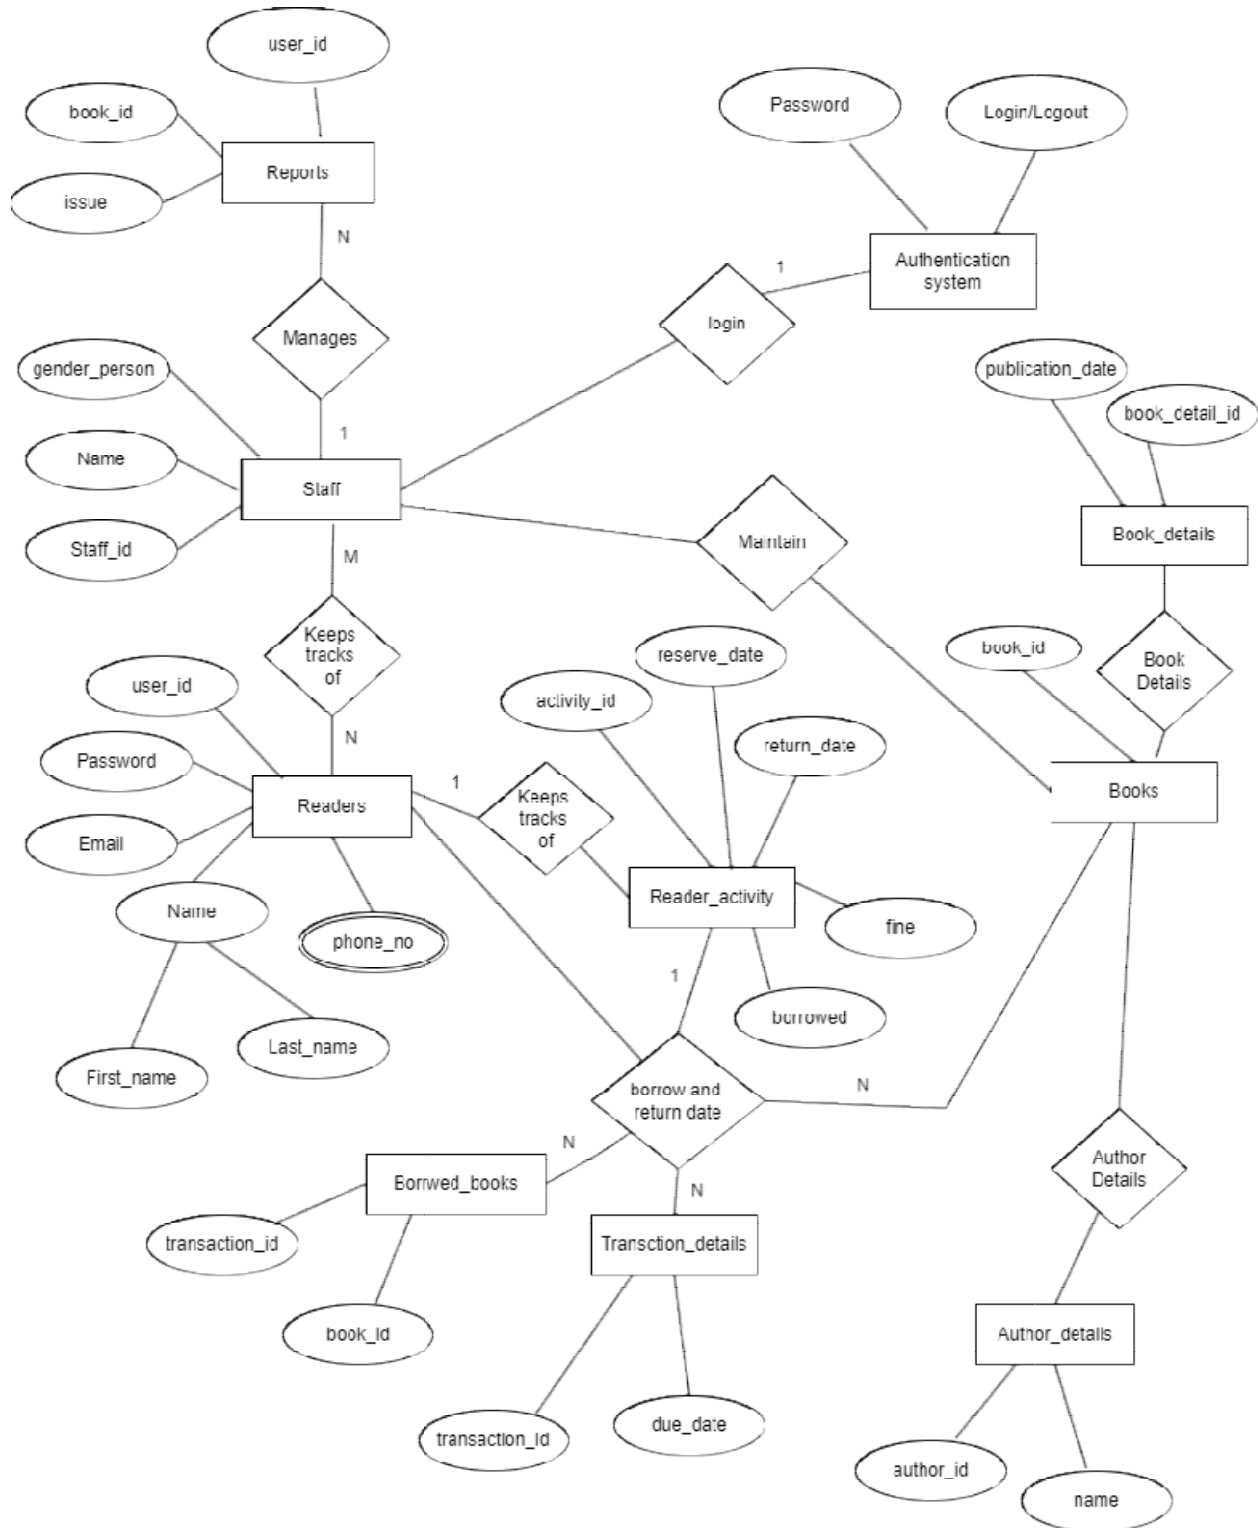 user_id
book_id
Password
Login/Logout
Reports
issue
N
Authentication
system
1
login
Manages
gender_person
publication_date
book_detail_id
1
Name
Staff
Staff_id
Maintain
Book_details
M
Keeps
tracks
of
reserve_date
book_id
Book
Details
user_id
activity_id
N
return_date
Password
1
Keeps
tracks
of
Readers
Books
Email
Name
Reader_activity
phone_no
fine
1
borrowed
Last_name
First_name
borrow and
return date
N
N
Borrwed_books
N
Author
Details
transaction_id
Transction_details
book_id
Author_details
transaction_id
due_date
author_id
name